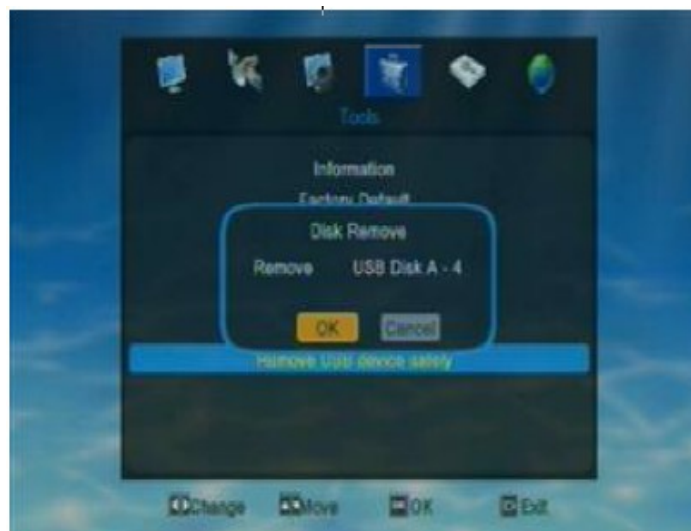 Tools
Information
Factory Default
Disk Remove
Remove USB Disk A - 4
OK Cancel
Remove USB device safely
Change Move OK Exit